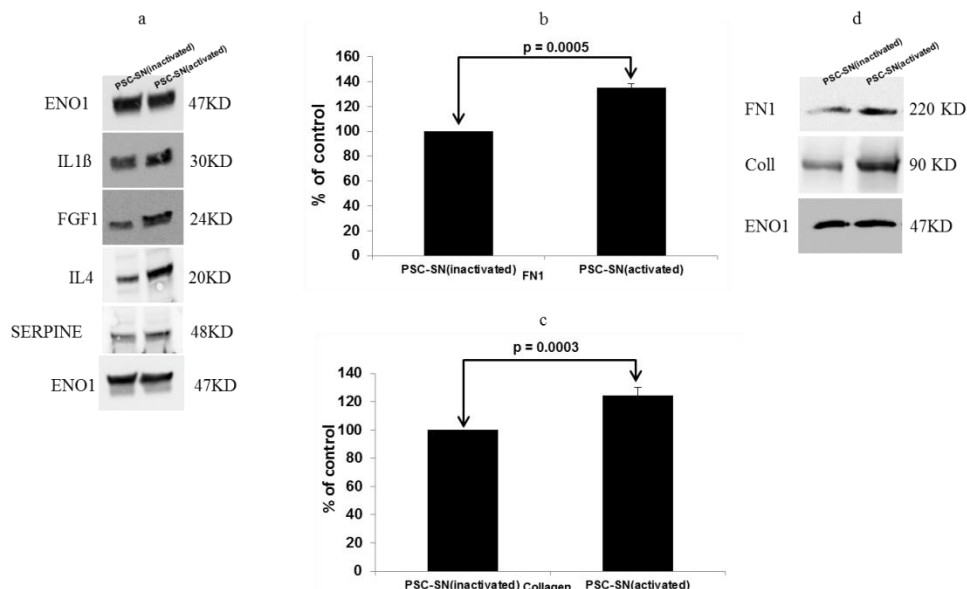 a
PSC-SN(inactivated)
PSC-SN(activated)
ENO1 47KD
IL1ß 30KD
FGF1 24KD
IL4 20KD
SERPINE 48KD
ENO1 47KD
b
p = 0.0005
% of control
160
140
120
100
80
60
40
20
0
PSC-SN(inactivated) FN1 PSC-SN(activated)
c
p = 0.0003
% of control
140
120
100
80
60
40
20
0
PSC-SN(inactivated) Collagen PSC-SN(activated)
d
PSC-SN(inactivated)
PSC-SN(activated)
FN1 220 KD
Coll 90 KD
ENO1 47KD